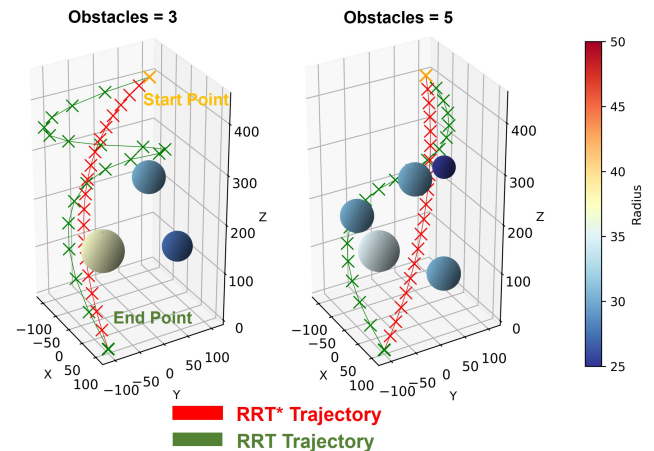 Obstacles = 3
Obstacles = 5
Start Point
End Point
400
300
200
100
0
Z
−100
−50
0
50
100
X
−100
−50
0
50
100
Y
400
300
200
100
0
Z
−100
−50
0
50
100
X
−100
−50
0
50
100
Y
50
45
40
35
30
25
Radius
RRT* Trajectory
RRT Trajectory